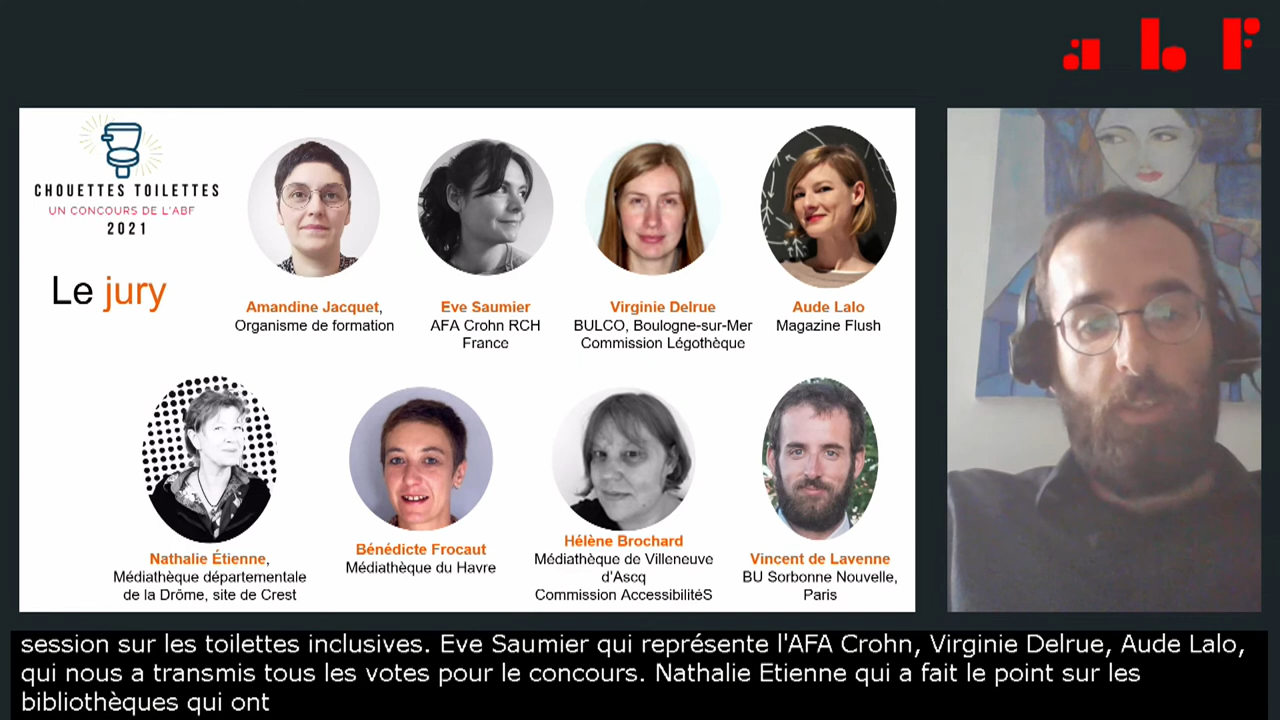 a b f
CHOUETTES TOILETTES
UN CONCOURS DE L'ABF
2021
Le jury
Amandine Jacquet,
Organisme de formation
Eve Saumier
AFA Crohn RCH
France
Virginie Delrue
BULCO, Boulogne-sur-Mer
Commission Légothèque
Aude Lalo
Magazine Flush
Nathalie Étienne,
Médiathèque départementale
de la Drôme, site de Crest
Bénédicte Frocaut
Médiathèque du Havre
Hélène Brochard
Médiathèque de Villeneuve
d'Ascq
Commission AccessibilitéS
Vincent de Lavenne
BU Sorbonne Nouvelle,
Paris
session sur les toilettes inclusives. Eve Saumier qui représente l'AFA Crohn, Virginie Delrue, Aude Lalo,
qui nous a transmis tous les votes pour le concours. Nathalie Etienne qui a fait le point sur les
bibliothèques qui ont